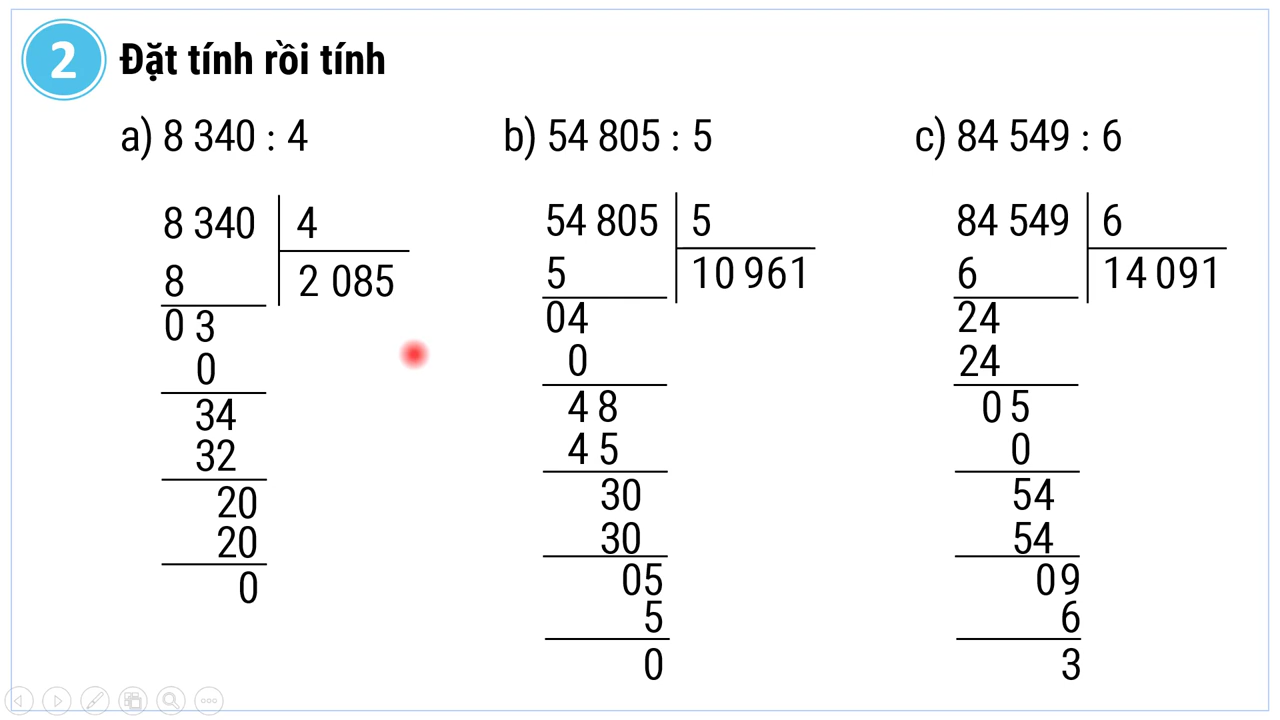 2 Đặt tính rồi tính
a) 8 340 : 4
8 340 4
8 2 085
0 3
0
34
32
20
20
0
b) 54 805 : 5
54 805 5
5 10 961
04
0
4 8
4 5
30
30
05
5
0
c) 84 549 : 6
84 549 6
6 14 091
24
24
0 5
0
54
54
09
6
3